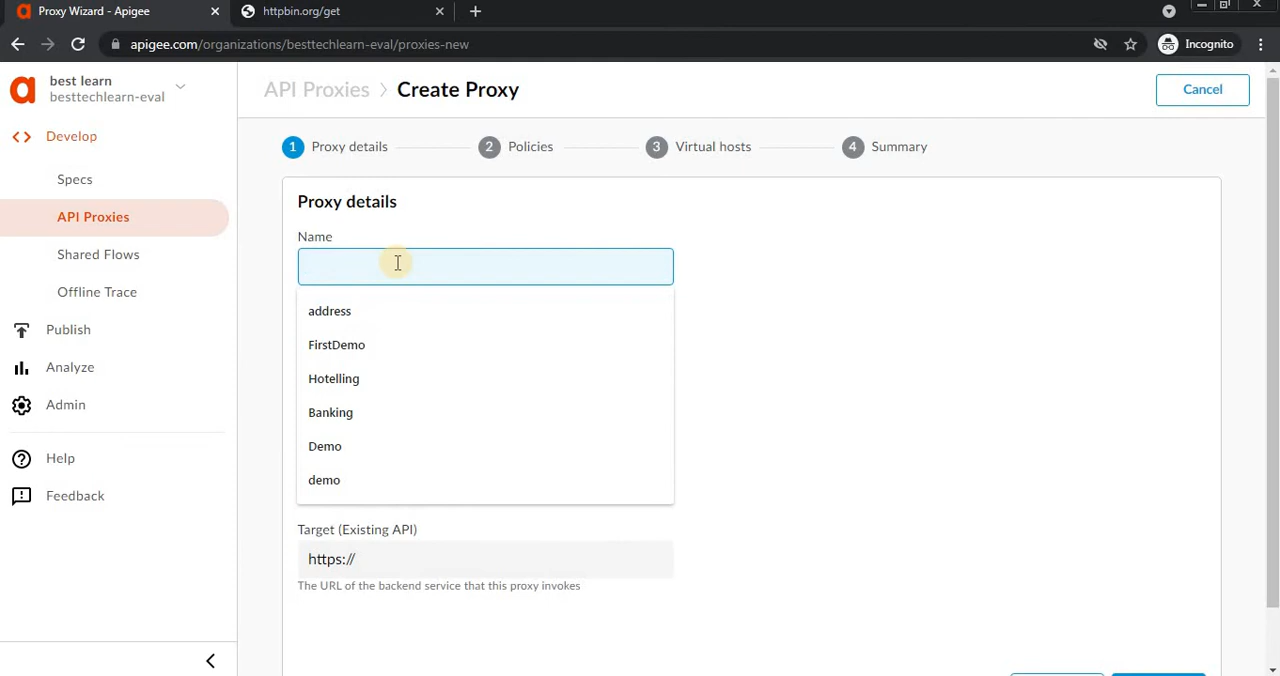 Proxy Wizard - Apigee
httpbin.org/get
apigee.com/organizations/besttechlearn-eval/proxies-new
Incognito
best learn
besttechlearn-eval
API Proxies > Create Proxy
Cancel
Develop
Specs
API Proxies
Shared Flows
Offline Trace
Publish
Analyze
Admin
Help
Feedback
1 Proxy details
2 Policies
3 Virtual hosts
4 Summary
Proxy details
Name
address
FirstDemo
Hotelling
Banking
Demo
demo
Target (Existing API)
https://
The URL of the backend service that this proxy invokes